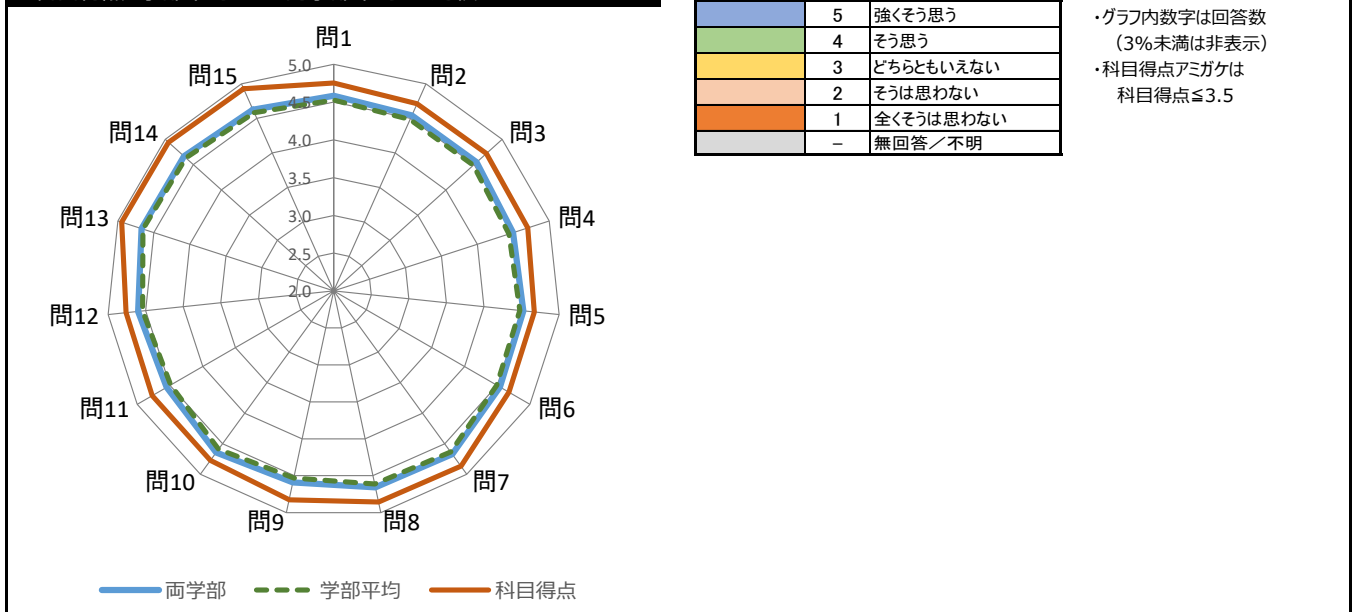 問1
問2
問3
問4
問5
問6
問7
問8
問9
問10
問11
問12
問13
問14
問15
5.0
4.5
4.0
3.5
3.0
2.5
2.0
両学部
学部平均
科目得点
5 強くそう思う
4 そう思う
3 どちらともいえない
2 そうは思わない
1 全くそうは思わない
− 無回答／不明
・グラフ内数字は回答数
（3%未満は非表示）
・科目得点アミガケは
科目得点≦3.5